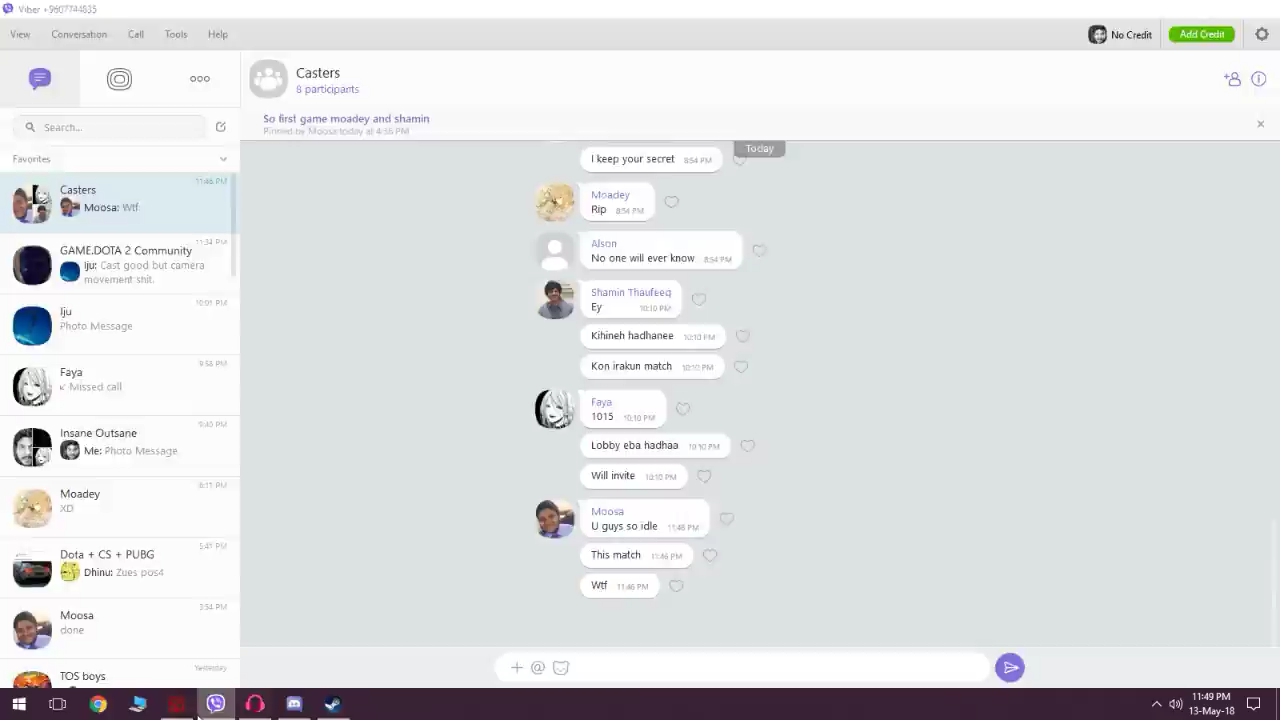 Viber +9607744835
View Conversation Call Tools Help
No Credit Add Credit
Casters
8 participants
Search...
So first game moadey and shamin
Pinned by Moosa today at 4:36 PM
Favorites
Today
Casters 11:46 PM
Moosa: Wtf
GAME.DOTA 2 Community 11:34 PM
Iju: Cast good but camera
movement shit.
Iju 10:01 PM
Photo Message
Faya 9:56 PM
Missed call
Insane Outsane 9:40 PM
Me: Photo Message
Moadey 6:11 PM
XD
Dota + CS + PUBG 5:41 PM
Dhinu: Zues pos4
Moosa 3:54 PM
done
TOS boys Yesterday
I keep your secret 8:54 PM
Moadey
Rip 8:54 PM
Alson
No one will ever know 8:54 PM
Shamin Thaufeeq
Ey 10:10 PM
Kihineh hadhanee 10:10 PM
Kon irakun match 10:10 PM
Faya
1015 10:10 PM
Lobby eba hadhaa 10:10 PM
Will invite 10:10 PM
Moosa
U guys so idle 11:46 PM
This match 11:46 PM
Wtf 11:46 PM
11:49 PM
13-May-18